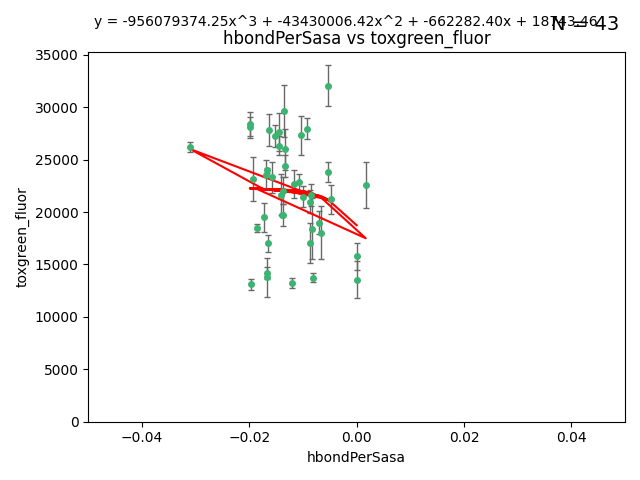 y = -956079374.25x^3 + -43430006.42x^2 + -662282.40x + 18743.46
N = 43
hbondPerSasa vs toxgreen_fluor
35000
30000
25000
20000
15000
10000
5000
0
toxgreen_fluor
−0.04
−0.02
0.00
0.02
0.04
hbondPerSasa